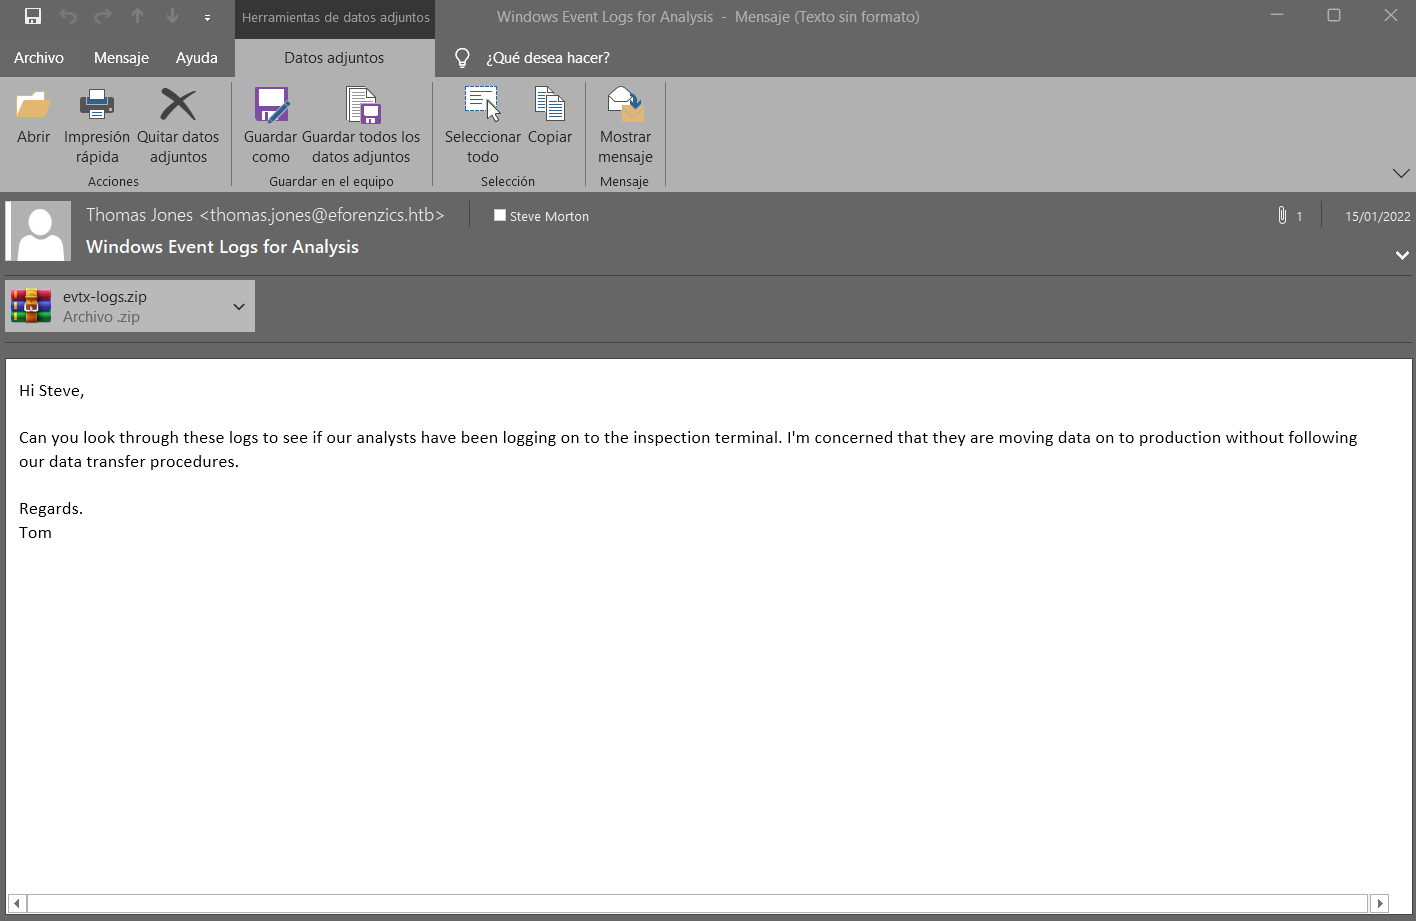 Herramientas de datos adjuntos
Windows Event Logs for Analysis - Mensaje (Texto sin formato)
Archivo Mensaje Ayuda Datos adjuntos ¿Qué desea hacer?
Abrir
Impresión rápida
Quitar datos adjuntos
Acciones
Guardar como
Guardar todos los datos adjuntos
Guardar en el equipo
Seleccionar todo
Copiar
Selección
Mostrar mensaje
Mensaje
Thomas Jones <thomas.jones@eforenzics.htb>
Steve Morton
1
15/01/2022
Windows Event Logs for Analysis
evtx-logs.zip
Archivo .zip
Hi Steve,
Can you look through these logs to see if our analysts have been logging on to the inspection terminal. I'm concerned that they are moving data on to production without following
our data transfer procedures.
Regards.
Tom